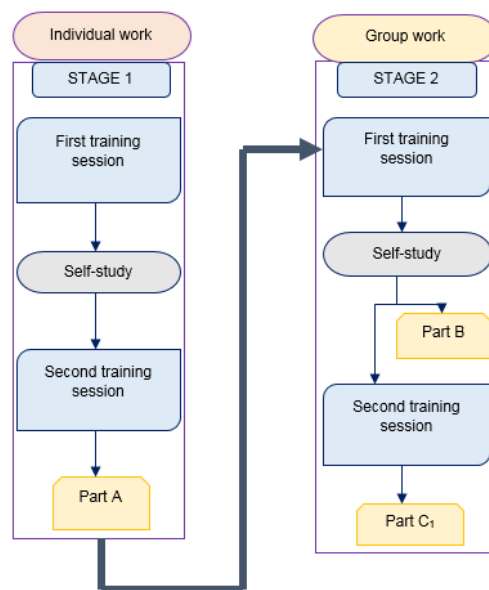 Individual work
STAGE 1
First training
session
Self-study
Second training
session
Part A
Group work
STAGE 2
First training
session
Self-study
Part B
Second training
session
Part C₁